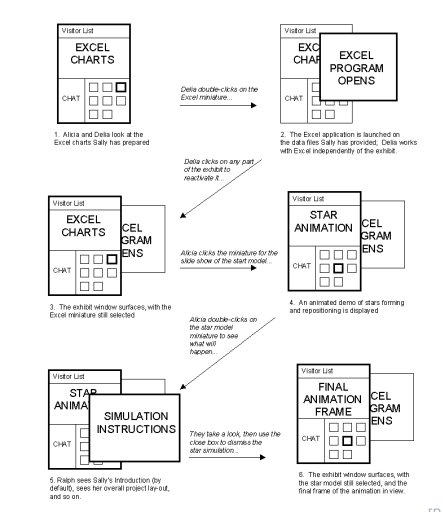 Visitor List
EXCEL
CHARTS
CHAT
1. Alicia and Delia look at the
Excel charts Sally has prepared
Delia double-clicks on the
Excel miniature...
Visitor List
EXC
CHAR
CHAT
EXCEL
PROGRAM
OPENS
2. The Excel application is launched on
the data files Sally has provided, Delia works
with Excel independently of the exhibit.
Delia clicks on any part
of the exhibit to
reactivate it...
Visitor List
EXCEL
CHARTS
CHAT
CEL
GRAM
ENS
3. The exhibit window surfaces, with the
Excel miniature still selected
Alicia clicks the miniature for the
slide show of the start model...
Visitor List
STAR
ANIMATION
CHAT
CEL
GRAM
ENS
4. An animated demo of stars forming
and repositioning is displayed
Alicia double-clicks on
the star model
miniature to see
what will
happen...
Visitor List
STAR
ANIMA
CHAT
SIMULATION
INSTRUCTIONS
5. Ralph sees Sally's Introduction (by
default), sees her overall project lay-out,
and so on.
They take a look, then use the
close box to dismiss the
star simulation...
Visitor List
FINAL
ANIMATION
FRAME
CHAT
CEL
GRAM
ENS
6. The exhibit window surfaces, with
the star model still selected, and the
final frame of the animation in view.